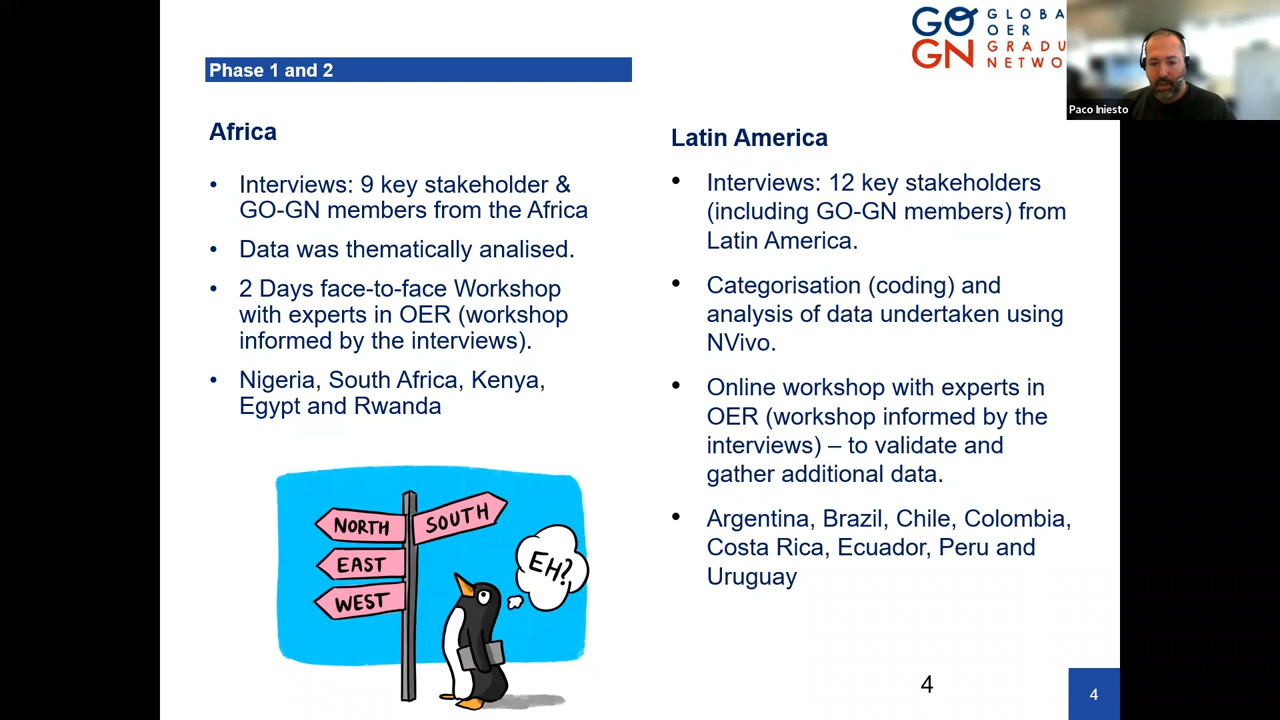 GO GLOBA
OER
GN GRADU
NETWO
Paco Iniesto
Phase 1 and 2
Africa
• Interviews: 9 key stakeholder &
GO-GN members from the Africa
• Data was thematically analised.
• 2 Days face-to-face Workshop
with experts in OER (workshop
informed by the interviews).
• Nigeria, South Africa, Kenya,
Egypt and Rwanda
NORTH
SOUTH
EAST
WEST
EH?
Latin America
• Interviews: 12 key stakeholders
(including GO-GN members) from
Latin America.
• Categorisation (coding) and
analysis of data undertaken using
NVivo.
• Online workshop with experts in
OER (workshop informed by the
interviews) – to validate and
gather additional data.
• Argentina, Brazil, Chile, Colombia,
Costa Rica, Ecuador, Peru and
Uruguay
4
4